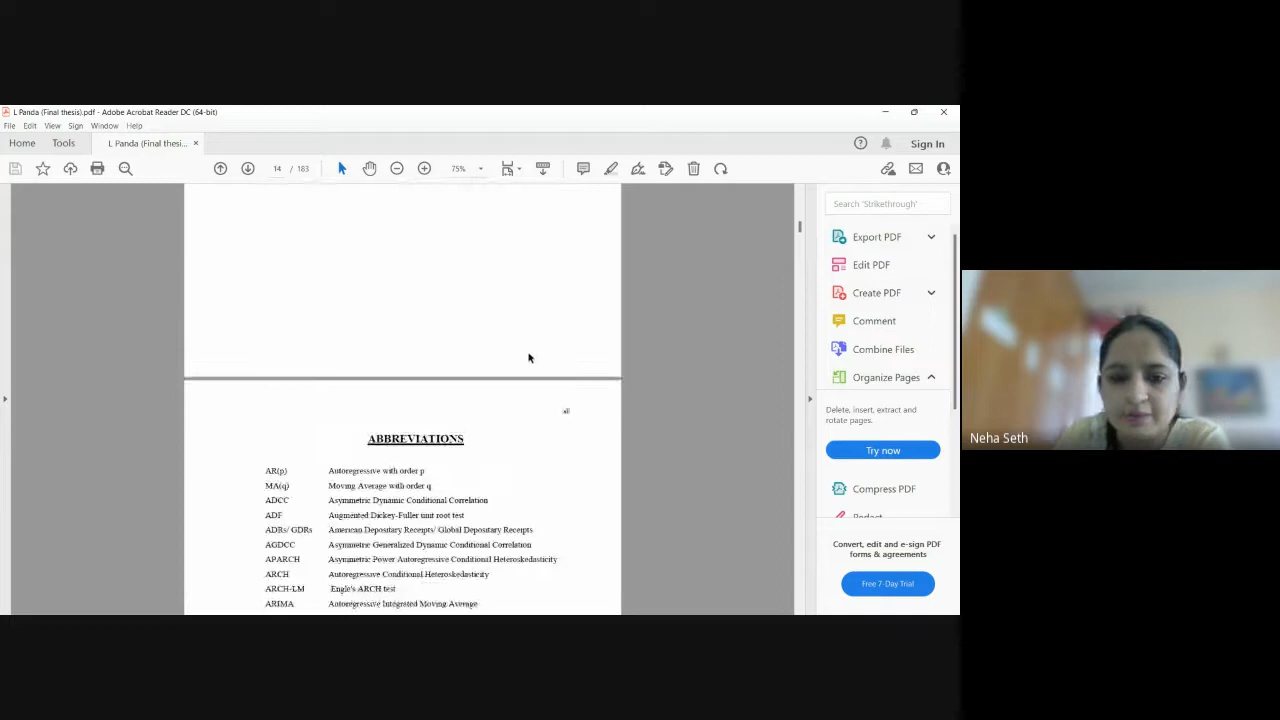 L Panda (Final thesis).pdf - Adobe Acrobat Reader DC (64-bit)
File Edit View Sign Window Help
Home Tools L Panda (Final thesi... × Sign In
14 / 183 75%
Search 'Strikethrough'
Export PDF
Edit PDF
Create PDF
Comment
Combine Files
Organize Pages
Delete, insert, extract and
rotate pages.
Try now
Compress PDF
Redact
Convert, edit and e-sign PDF
forms & agreements
Free 7-Day Trial
ABBREVIATIONS
AR(p) Autoregressive with order p
MA(q) Moving Average with order q
ADCC Asymmetric Dynamic Conditional Correlation
ADF Augmented Dickey-Fuller unit root test
ADRs/ GDRs American Depositary Receipts/ Global Depositary Receipts
AGDCC Asymmetric Generalized Dynamic Conditional Correlation
APARCH Asymmetric Power Autoregressive Conditional Heteroskedasticity
ARCH Autoregressive Conditional Heteroskedasticity
ARCH-LM Engle's ARCH test
ARIMA Autoregressive Integrated Moving Average
Neha Seth